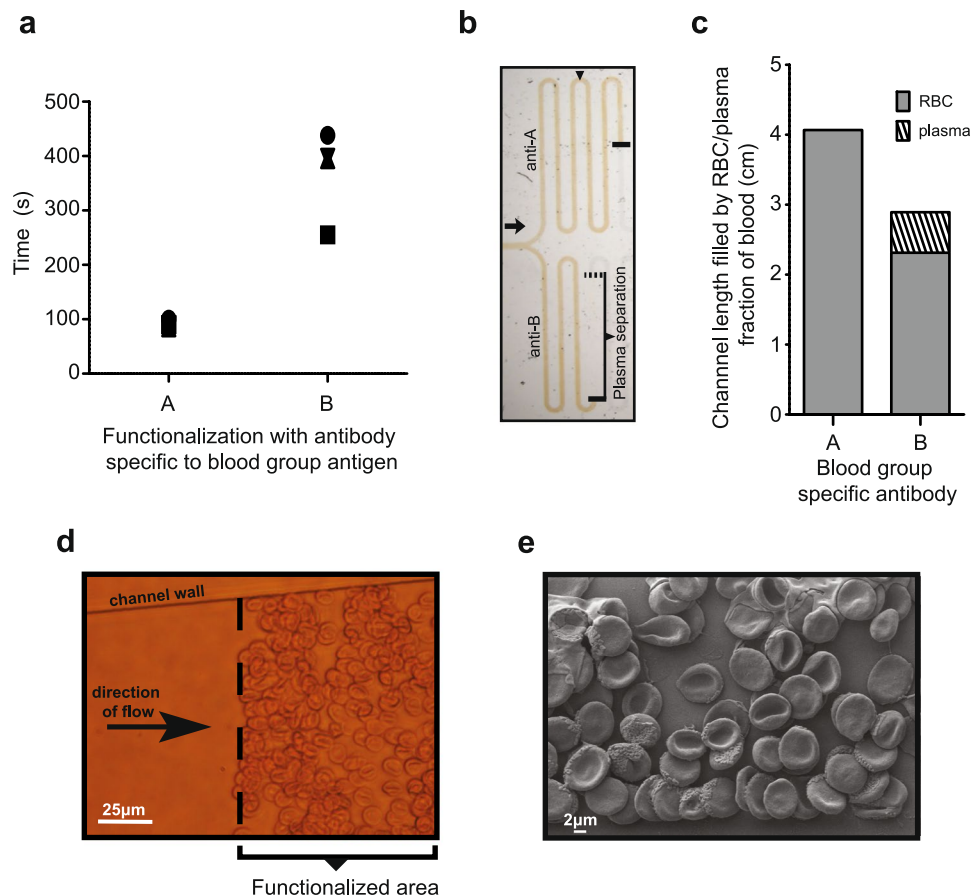 a
500
400
300
200
100
0
Time (s)
A
B
Functionalization with antibody
specific to blood group antigen
b
anti-A
anti-B
Plasma separation
c
5
4
3
2
1
0
Channnel length filled by RBC/plasma
fraction of blood (cm)
RBC
plasma
A
B
Blood group
specific antibody
d
channel wall
direction
of flow
25µm
Functionalized area
e
2µm